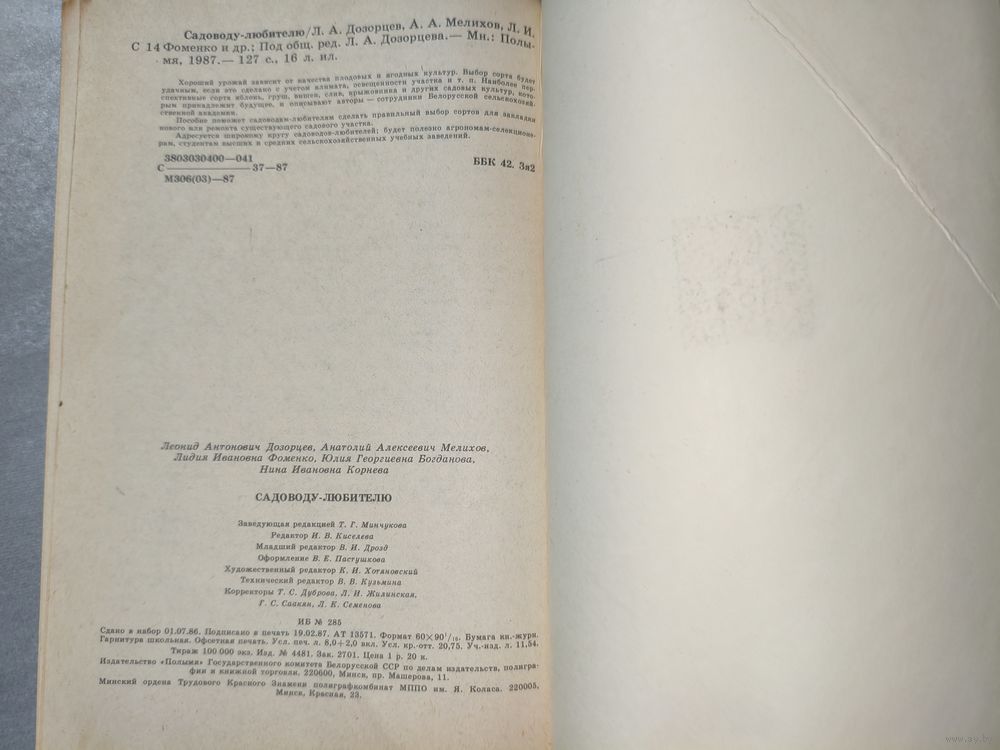 Садоводу-любителю/Л. А. Дозорцев, А. А. Мелихов, Л. И.
С 14 Фоменко и др.; Под общ. ред. Л. А. Дозорцева.— Мн.: Полы-
мя, 1987.— 127 с., 16 л. ил.
Хороший урожай зависит от качества плодовых и ягодных культур. Выбор сорта будет
удачным, если это сделано с учетом климата, освещенности участка и т. п. Наиболее пер-
спективные сорта яблонь, груш, вишен, слив, крыжовника и других садовых культур, кото-
рым принадлежит будущее, и описывают авторы — сотрудники Белорусской сельскохозяй-
ственной академии.
Пособие поможет садоводам-любителям сделать правильный выбор сортов для закладки
нового или ремонта существующего садового участка.
Адресуется широкому кругу садоводов-любителей; будет полезно агрономам-селекционе-
рам, студентам высших и средних сельскохозяйственных учебных заведений.
3803030400—041
С 37—87
М306(03)—87
ББК 42. 3я2
Леонид Антонович Дозорцев, Анатолий Алексеевич Мелихов,
Лидия Ивановна Фоменко, Юлия Георгиевна Богданова,
Нина Ивановна Корнева
САДОВОДУ-ЛЮБИТЕЛЮ
Заведующая редакцией Т. Г. Минчукова
Редактор И. В. Киселева
Младший редактор В. И. Дрозд
Оформление В. Е. Пастушкова
Художественный редактор К. И. Хотяновский
Технический редактор В. В. Кузьмина
Корректоры Т. С. Дуброва, Л. И. Жилинская,
Г. С. Саакян, Л. К. Семенова
ИБ № 285
Сдано в набор 01.07.86. Подписано в печать 19.02.87. АТ 13571. Формат 60×90¹/₁₆. Бумага кн.-журн.
Гарнитура школьная. Офсетная печать. Усл. печ. л. 8,0+2,0 вкл. Усл. кр.-отт. 20,75. Уч.-изд. л. 11,54.
Тираж 100 000 экз. Изд. № 4481. Зак. 2701. Цена 1 р. 20 к.
Издательство «Полымя» Государственного комитета Белорусской ССР по делам издательств, полигра-
фии и книжной торговли. 220600, Минск, пр. Машерова, 11.
Минский ордена Трудового Красного Знамени полиграфкомбинат МППО им. Я. Коласа. 220005,
Минск, Красная, 23.